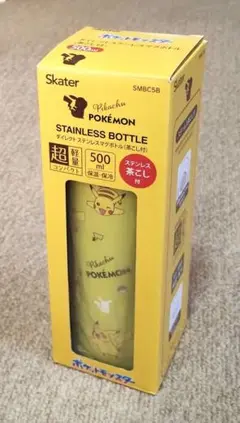 500ml
Skater
SMBC5B
Pikachu
POKÉMON
STAINLESS BOTTLE
ダイレクトステンレスマグボトル(茶こし付)
超
軽量
コンパクト
500
ml
保温・保冷
ステンレス
茶こし
付
Pikachu
POKÉMON
ポケットモンスター